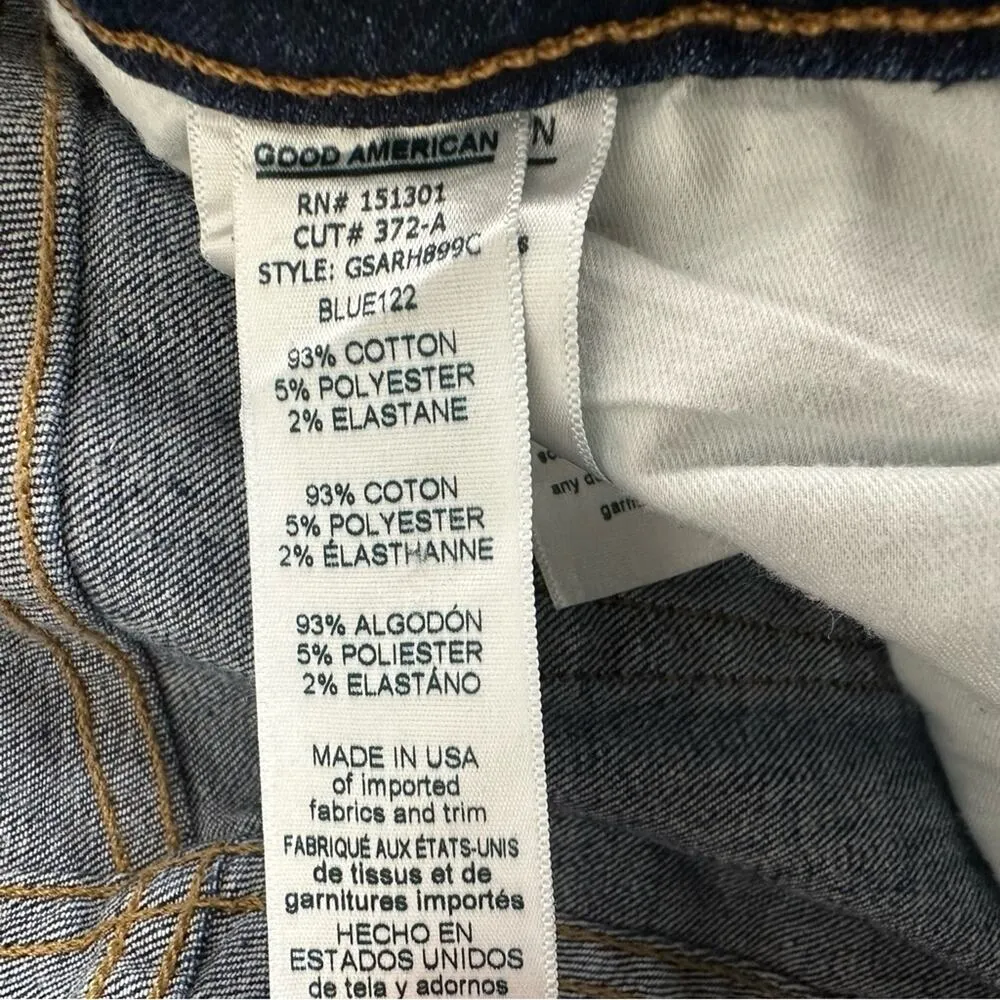 GOOD AMERICAN
N
RN# 151301
CUT# 372-A
STYLE: GSARHB99C
BLUE122
93% COTTON
5% POLYESTER
2% ELASTANE
93% COTON
5% POLYESTER
2% ÉLASTHANNE
93% ALGODÓN
5% POLIESTER
2% ELASTÁNO
MADE IN USA
of imported
fabrics and trim
FABRIQUÉ AUX ÉTATS-UNIS
de tissus et de
garnitures importés
HECHO EN
ESTADOS UNIDOS
de tela y adornos
any